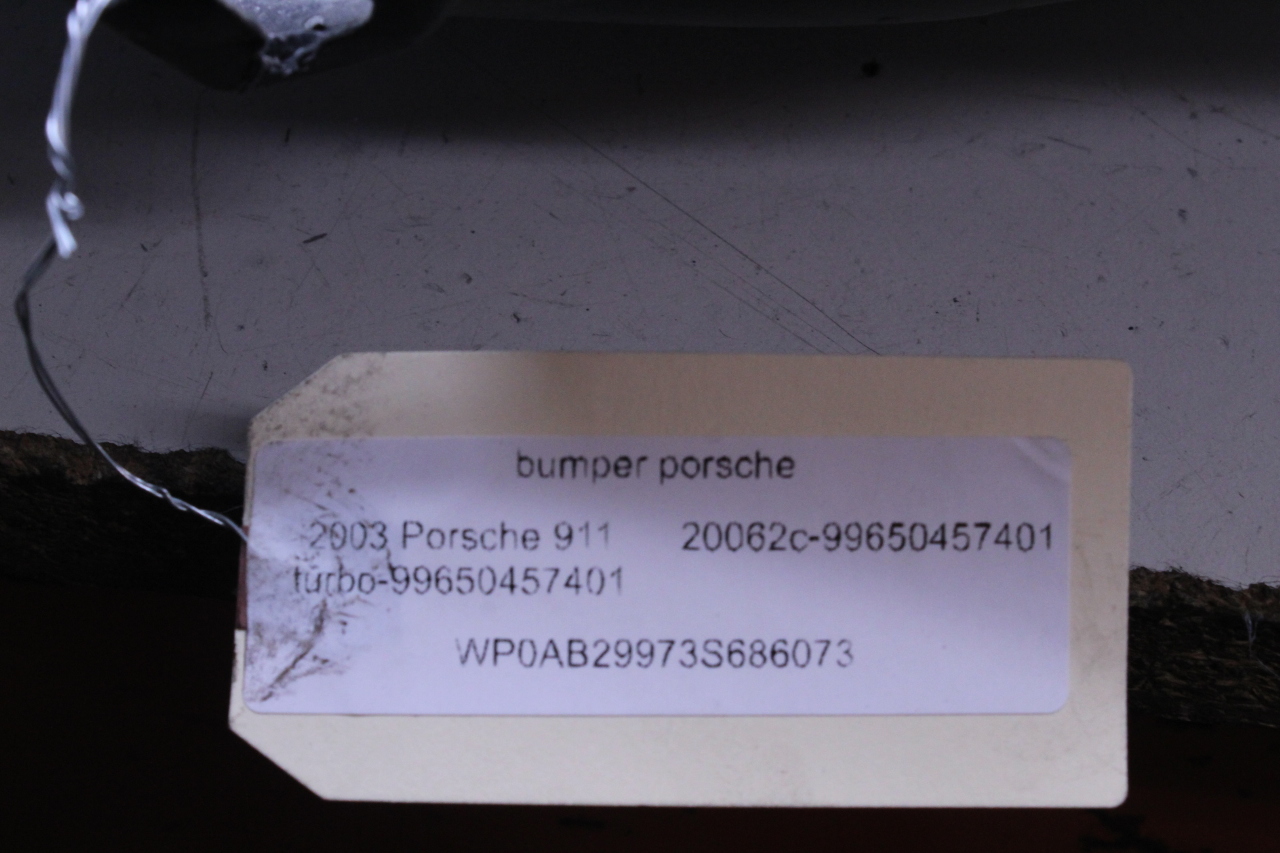 bumper porsche
2003 Porsche 911 20062c-99650457401
turbo-99650457401
WP0AB29973S686073